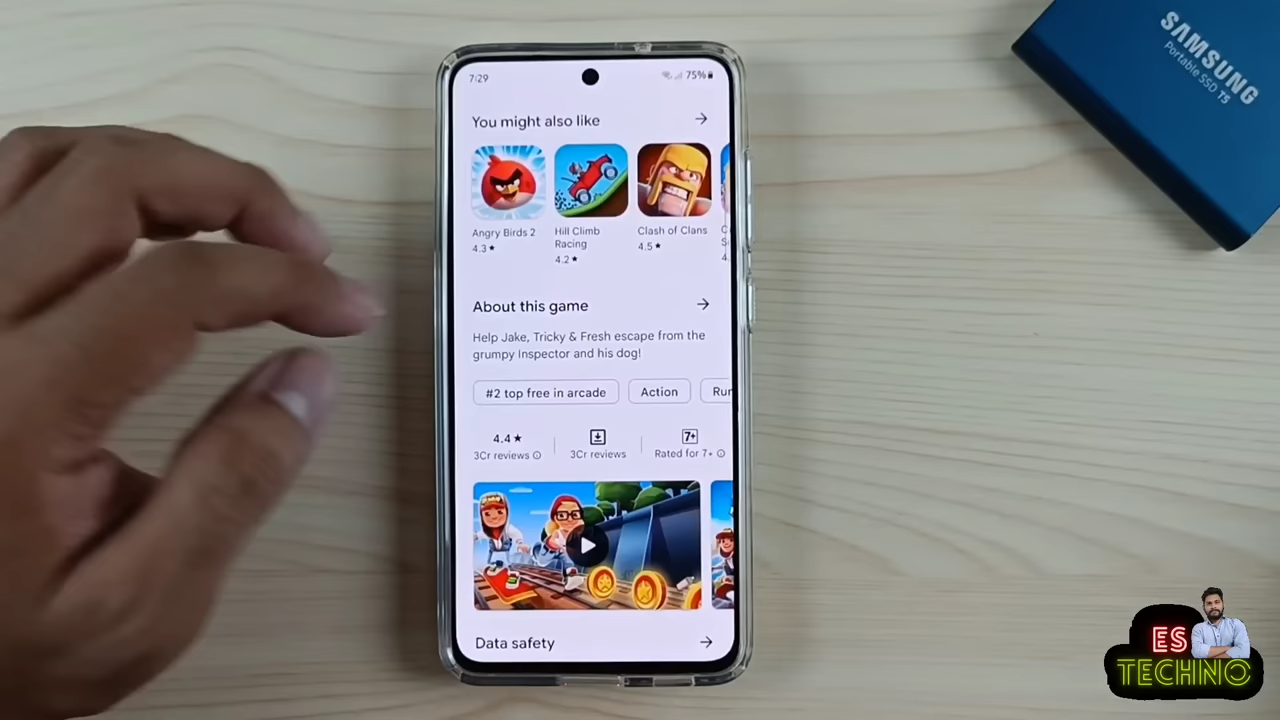 7:29
75%
You might also like
Angry Birds 2
4.3★
Hill Climb
Racing
4.2★
Clash of Clans
4.5★
About this game
Help Jake, Tricky & Fresh escape from the
grumpy Inspector and his dog!
#2 top free in arcade
Action
Run
4.4★
3Cr reviews
3Cr reviews
7+
Rated for 7+
Data safety
SAMSUNG
Portable SSD T5
ES
TECHNO